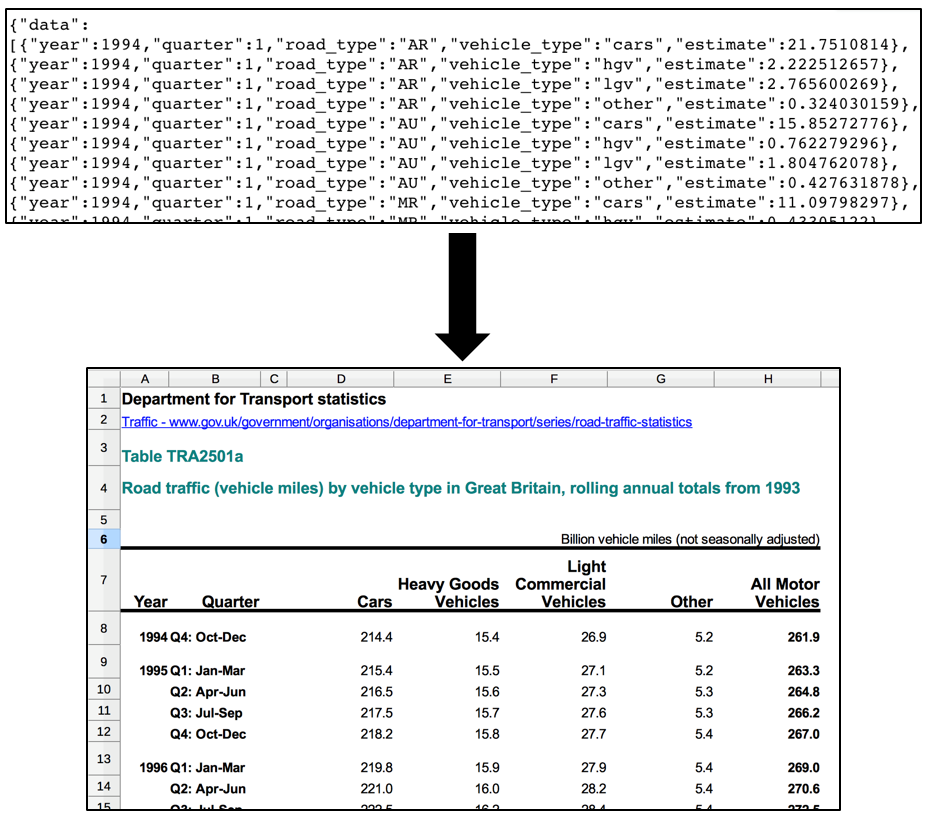 {"data":
[{"year":1994,"quarter":1,"road_type":"AR","vehicle_type":"cars","estimate":21.7510814},
{"year":1994,"quarter":1,"road_type":"AR","vehicle_type":"hgv","estimate":2.222512657},
{"year":1994,"quarter":1,"road_type":"AR","vehicle_type":"lgv","estimate":2.765600269},
{"year":1994,"quarter":1,"road_type":"AR","vehicle_type":"other","estimate":0.324030159},
{"year":1994,"quarter":1,"road_type":"AU","vehicle_type":"cars","estimate":15.85272776},
{"year":1994,"quarter":1,"road_type":"AU","vehicle_type":"hgv","estimate":0.762279296},
{"year":1994,"quarter":1,"road_type":"AU","vehicle_type":"lgv","estimate":1.804762078},
{"year":1994,"quarter":1,"road_type":"AU","vehicle_type":"other","estimate":0.427631878},
{"year":1994,"quarter":1,"road_type":"MR","vehicle_type":"cars","estimate":11.09798297},
A B C D E F G H
1 Department for Transport statistics
2 Traffic - www.gov.uk/government/organisations/department-for-transport/series/road-traffic-statistics
3 Table TRA2501a
4 Road traffic (vehicle miles) by vehicle type in Great Britain, rolling annual totals from 1993
5
6 Billion vehicle miles (not seasonally adjusted)
7 Year Quarter Cars Heavy Goods Vehicles Light Commercial Vehicles Other All Motor Vehicles
8 1994 Q4: Oct-Dec 214.4 15.4 26.9 5.2 261.9
9 1995 Q1: Jan-Mar 215.4 15.5 27.1 5.2 263.3
10 Q2: Apr-Jun 216.5 15.6 27.3 5.3 264.8
11 Q3: Jul-Sep 217.5 15.7 27.6 5.3 266.2
12 Q4: Oct-Dec 218.2 15.8 27.7 5.4 267.0
13 1996 Q1: Jan-Mar 219.8 15.9 27.9 5.4 269.0
14 Q2: Apr-Jun 221.0 16.0 28.2 5.4 270.6
15